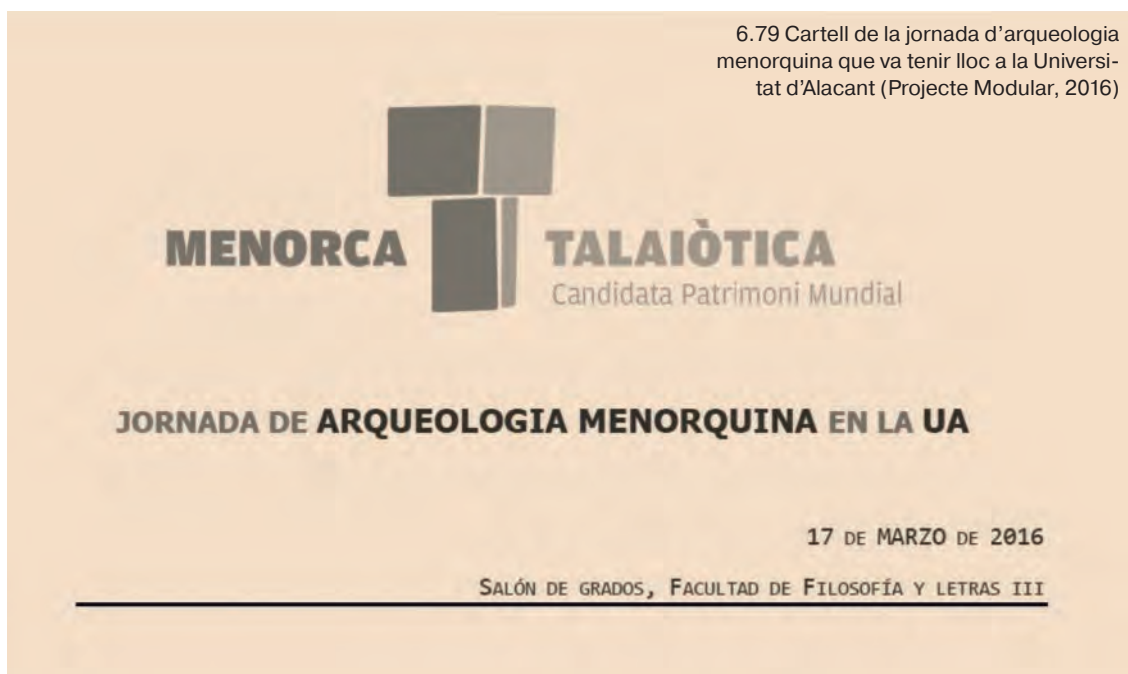 6.79 Cartell de la jornada d’arqueologia
menorquina que va tenir lloc a la Universi-
tat d’Alacant (Projecte Modular, 2016)
MENORCA TALAIÒTICA
Candidata Patrimoni Mundial
JORNADA DE ARQUEOLOGIA MENORQUINA EN LA UA
17 DE MARZO DE 2016
SALÓN DE GRADOS, FACULTAD DE FILOSOFÍA Y LETRAS III